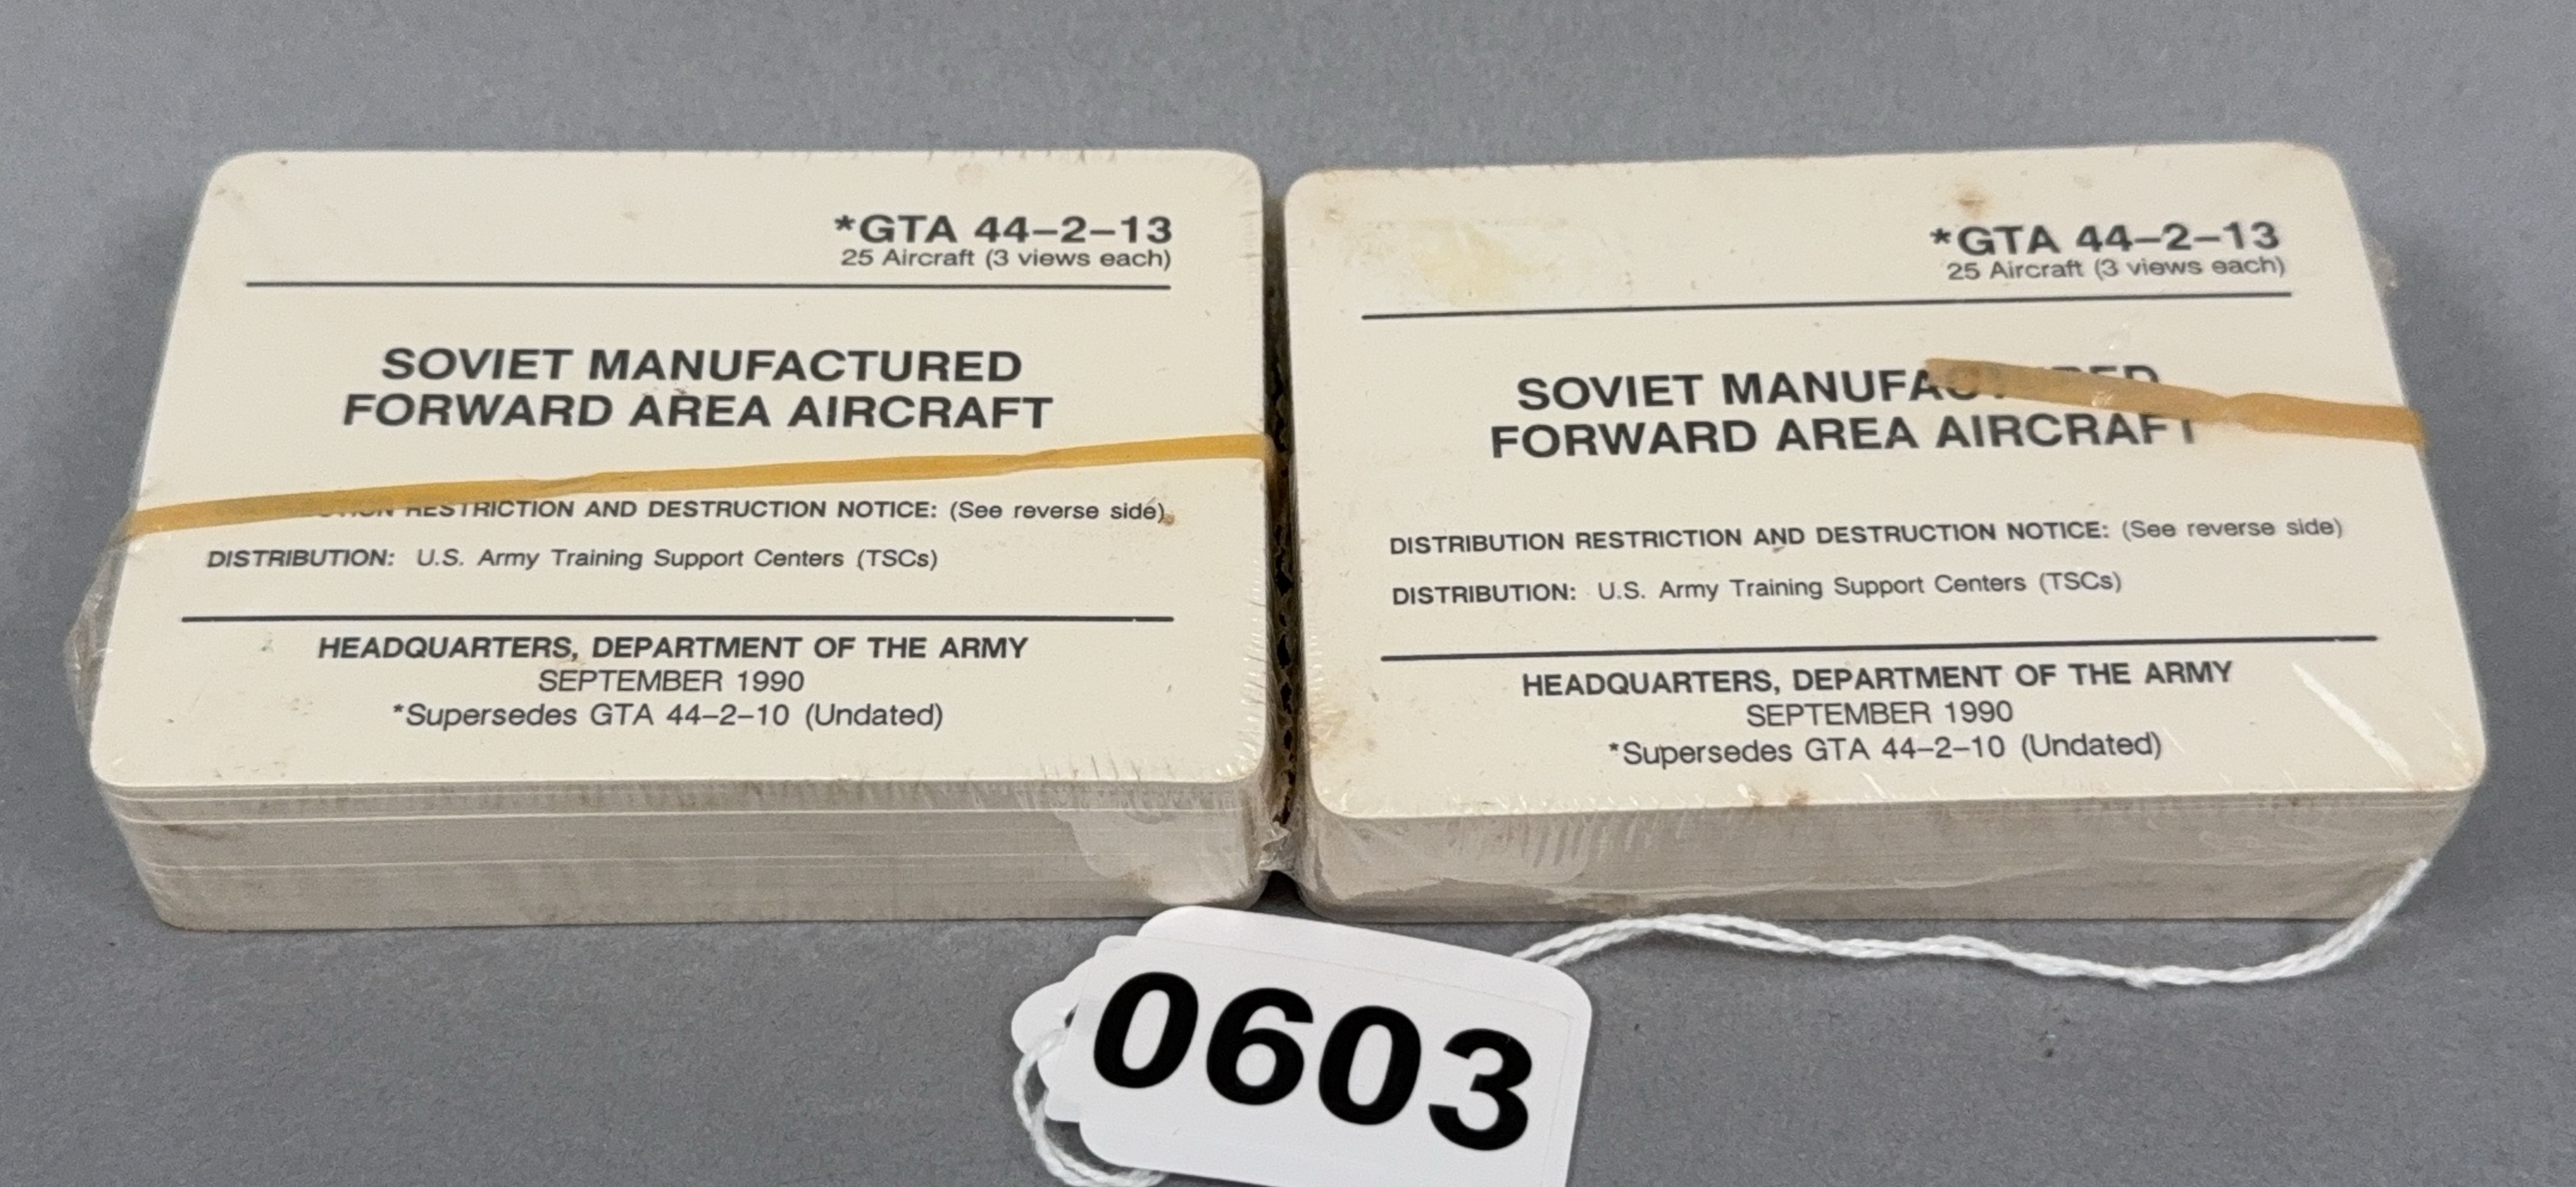 *GTA 44–2–13
25 Aircraft (3 views each)
SOVIET MANUFACTURED
FORWARD AREA AIRCRAFT
RESTRICTION AND DESTRUCTION NOTICE: (See reverse side)
DISTRIBUTION: U.S. Army Training Support Centers (TSCs)
HEADQUARTERS, DEPARTMENT OF THE ARMY
SEPTEMBER 1990
*Supersedes GTA 44–2–10 (Undated)
*GTA 44–2–13
25 Aircraft (3 views each)
SOVIET MANUFACTURED
FORWARD AREA AIRCRAFT
DISTRIBUTION RESTRICTION AND DESTRUCTION NOTICE: (See reverse side)
DISTRIBUTION: U.S. Army Training Support Centers (TSCs)
HEADQUARTERS, DEPARTMENT OF THE ARMY
SEPTEMBER 1990
*Supersedes GTA 44–2–10 (Undated)
0603